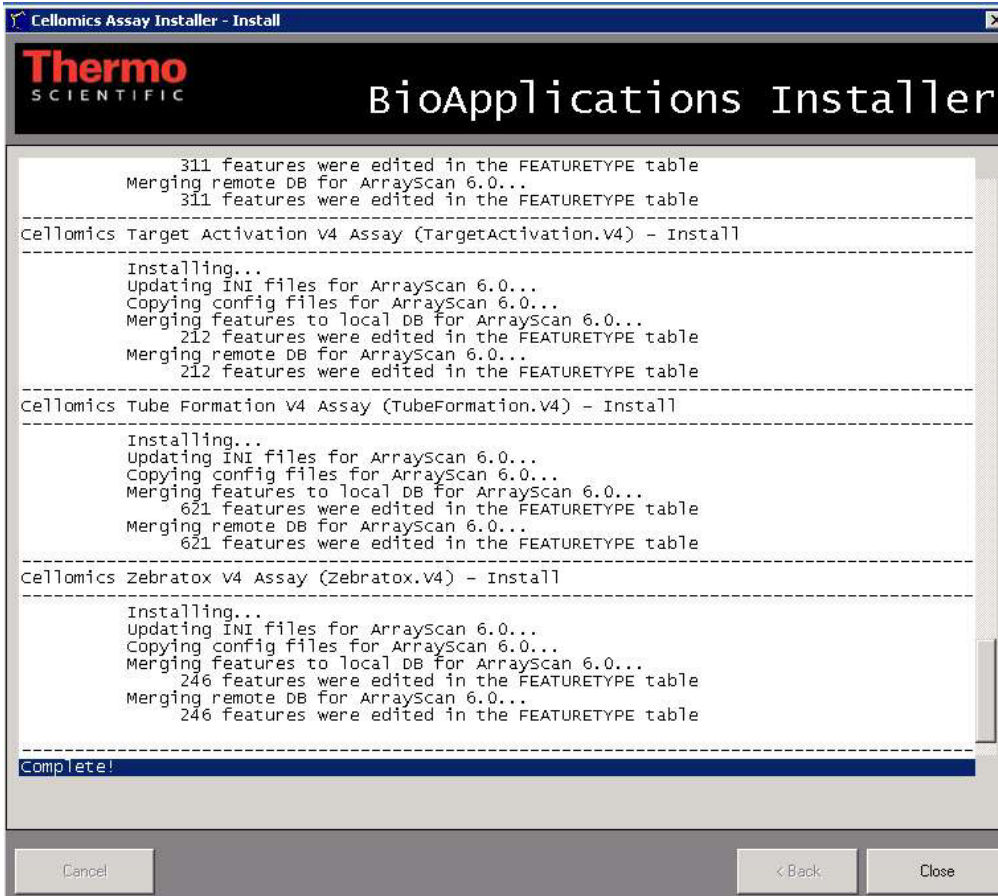 Cellomics Assay Installer - Install
Thermo
SCIENTIFIC
BioApplications Installer
311 features were edited in the FEATURETYPE table
Merging remote DB for ArrayScan 6.0...
311 features were edited in the FEATURETYPE table
Cellomics Target Activation V4 Assay (TargetActivation.V4) - Install
Installing...
Updating INI files for ArrayScan 6.0...
Copying config files for ArrayScan 6.0...
Merging features to local DB for ArrayScan 6.0...
212 features were edited in the FEATURETYPE table
Merging remote DB for ArrayScan 6.0...
212 features were edited in the FEATURETYPE table
Cellomics Tube Formation V4 Assay (TubeFormation.V4) - Install
Installing...
Updating INI files for ArrayScan 6.0...
Copying config files for ArrayScan 6.0...
Merging features to local DB for ArrayScan 6.0...
621 features were edited in the FEATURETYPE table
Merging remote DB for ArrayScan 6.0...
621 features were edited in the FEATURETYPE table
Cellomics Zebratox V4 Assay (Zebratox.V4) - Install
Installing...
Updating INI files for ArrayScan 6.0...
Copying config files for ArrayScan 6.0...
Merging features to local DB for ArrayScan 6.0...
246 features were edited in the FEATURETYPE table
Merging remote DB for ArrayScan 6.0...
246 features were edited in the FEATURETYPE table
Complete!
Cancel
< Back
Close